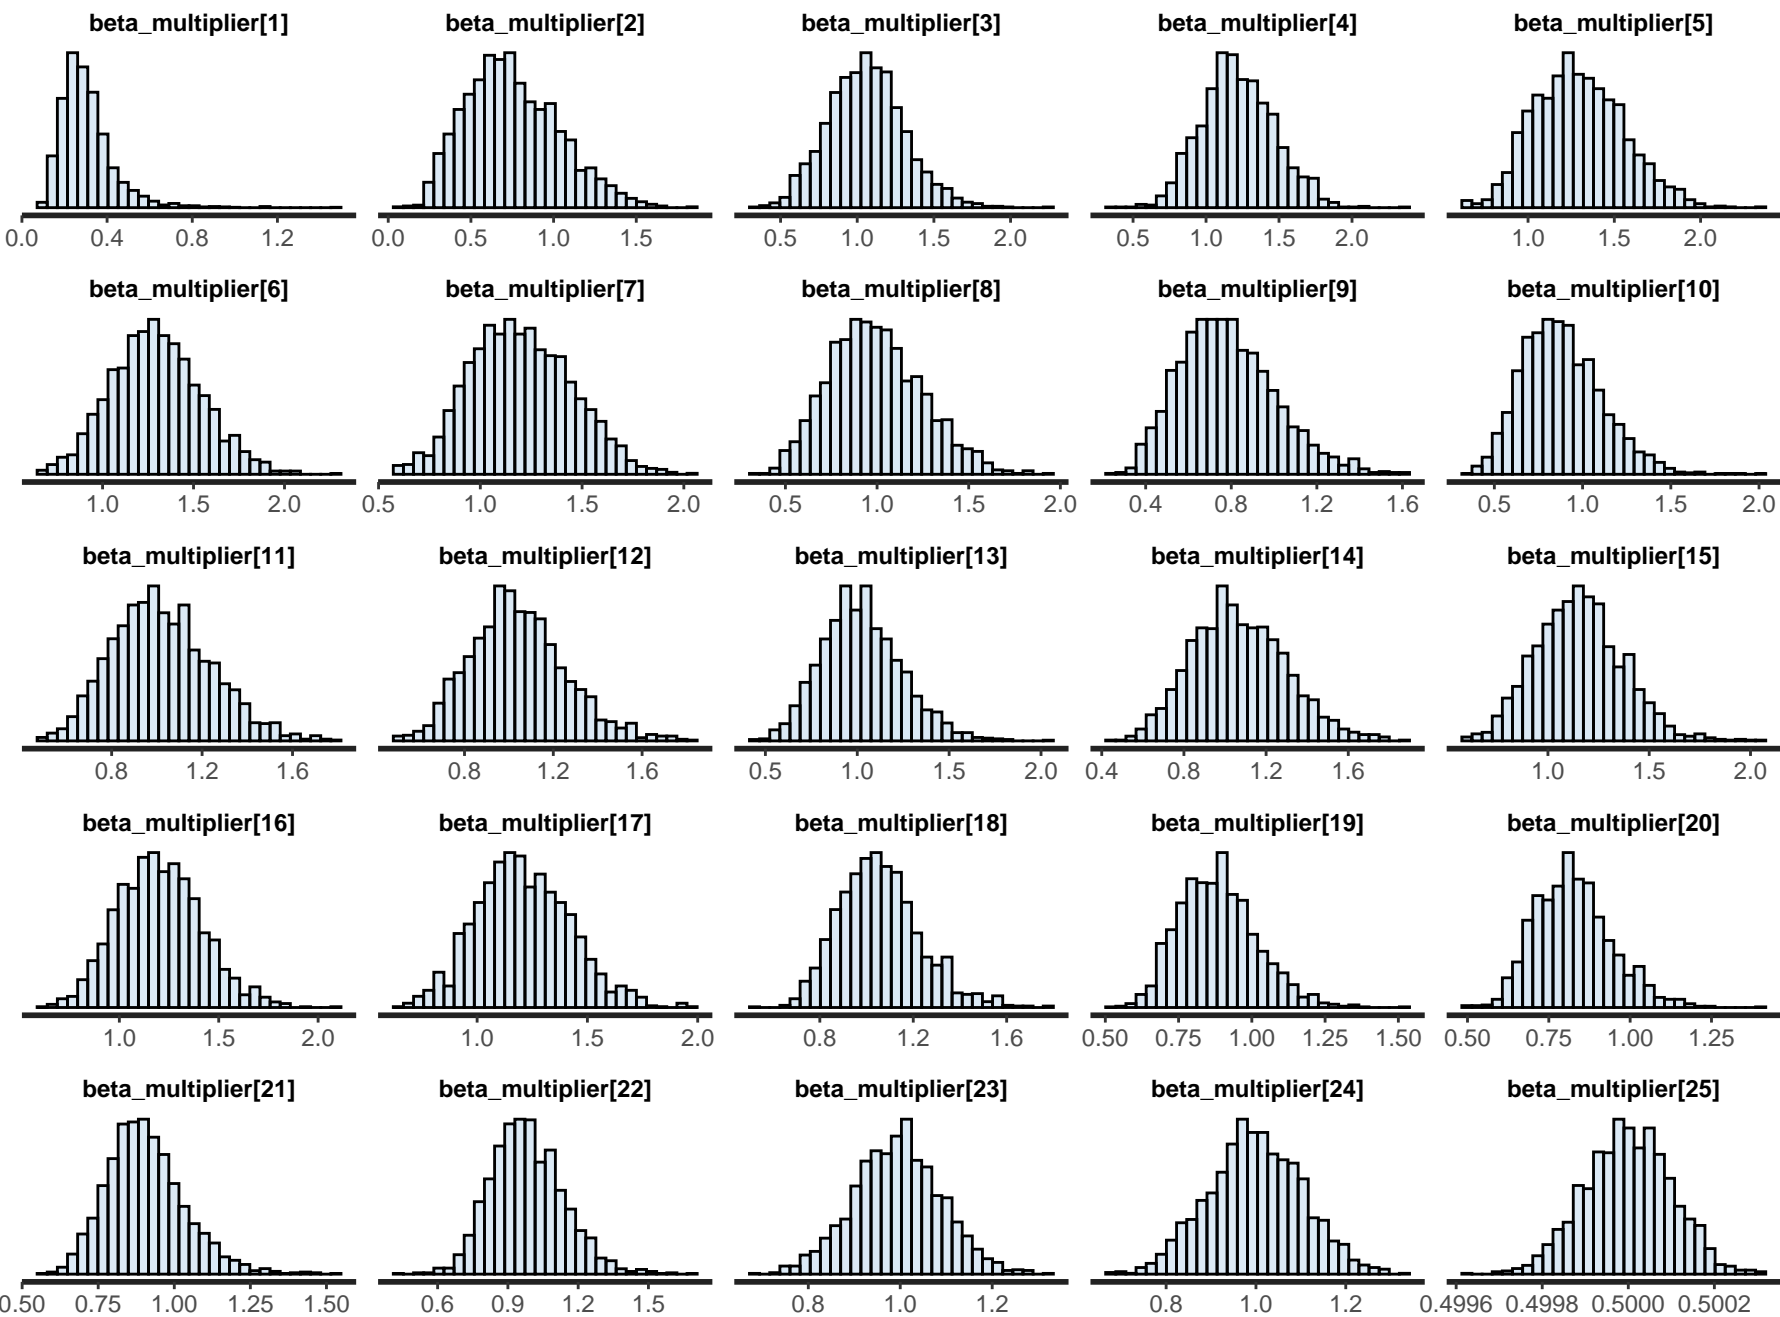 beta_multiplier[1] beta_multiplier[2] beta_multiplier[3] beta_multiplier[4] beta_multiplier[5]
0.0 0.4 0.8 1.2 0.0 0.5 1.0 1.5 0.5 1.0 1.5 2.0 0.5 1.0 1.5 2.0 1.0 1.5 2.0
beta_multiplier[6] beta_multiplier[7] beta_multiplier[8] beta_multiplier[9] beta_multiplier[10]
1.0 1.5 2.0 0.5 1.0 1.5 2.0 0.5 1.0 1.5 2.0 0.4 0.8 1.2 1.6 0.5 1.0 1.5 2.0
beta_multiplier[11] beta_multiplier[12] beta_multiplier[13] beta_multiplier[14] beta_multiplier[15]
0.8 1.2 1.6 0.8 1.2 1.6 0.5 1.0 1.5 2.0 0.4 0.8 1.2 1.6 1.0 1.5 2.0
beta_multiplier[16] beta_multiplier[17] beta_multiplier[18] beta_multiplier[19] beta_multiplier[20]
1.0 1.5 2.0 1.0 1.5 2.0 0.8 1.2 1.6 0.50 0.75 1.00 1.25 1.50 0.50 0.75 1.00 1.25
beta_multiplier[21] beta_multiplier[22] beta_multiplier[23] beta_multiplier[24] beta_multiplier[25]
0.50 0.75 1.00 1.25 1.50 0.6 0.9 1.2 1.5 0.8 1.0 1.2 0.8 1.0 1.2 0.4996 0.4998 0.5000 0.5002